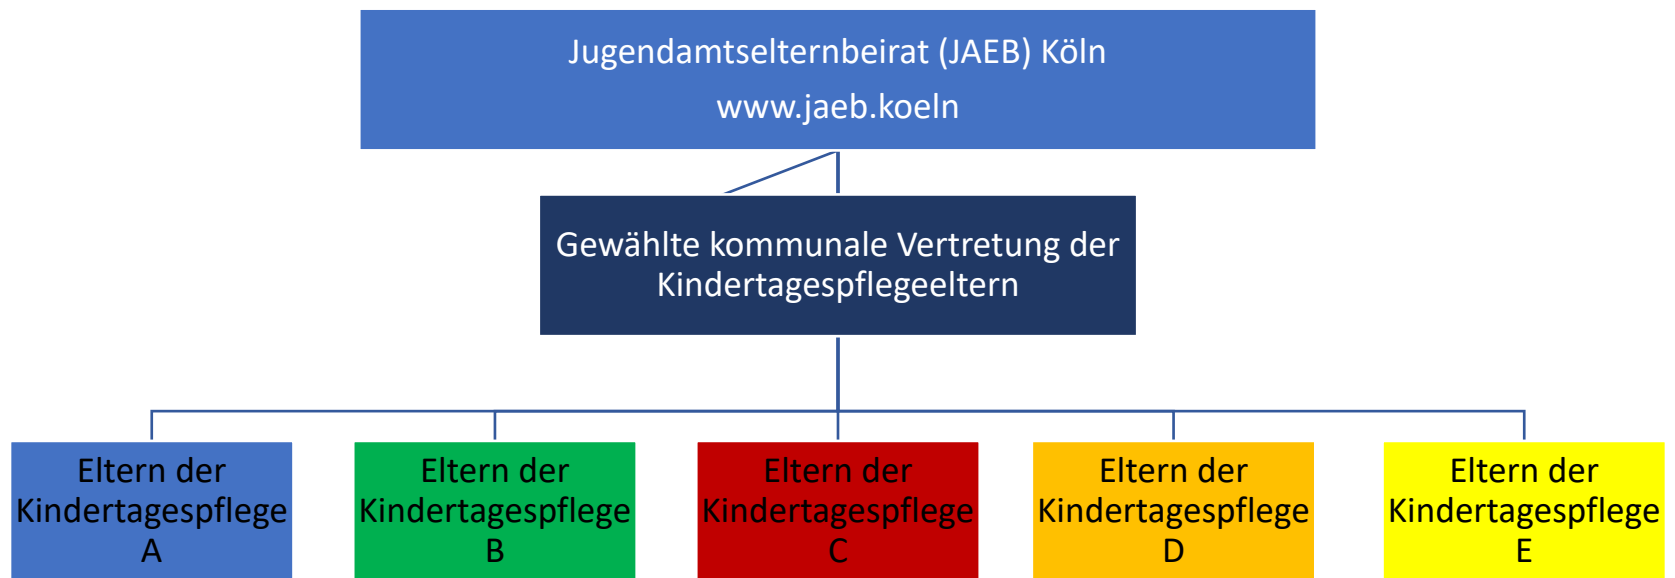 Jugendamtselternbeirat (JAEB) Köln
www.jaeb.koeln
Gewählte kommunale Vertretung der
Kindertagespflegeeltern
Eltern der
Kindertagespflege
A
Eltern der
Kindertagespflege
B
Eltern der
Kindertagespflege
C
Eltern der
Kindertagespflege
D
Eltern der
Kindertagespflege
E